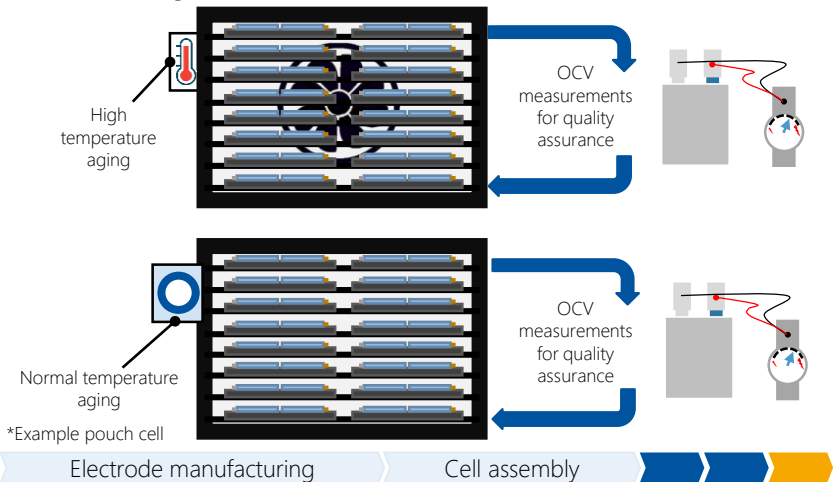 High
temperature
aging
OCV
measurements
for quality
assurance
Normal temperature
aging
OCV
measurements
for quality
assurance
*Example pouch cell
Electrode manufacturing
Cell assembly